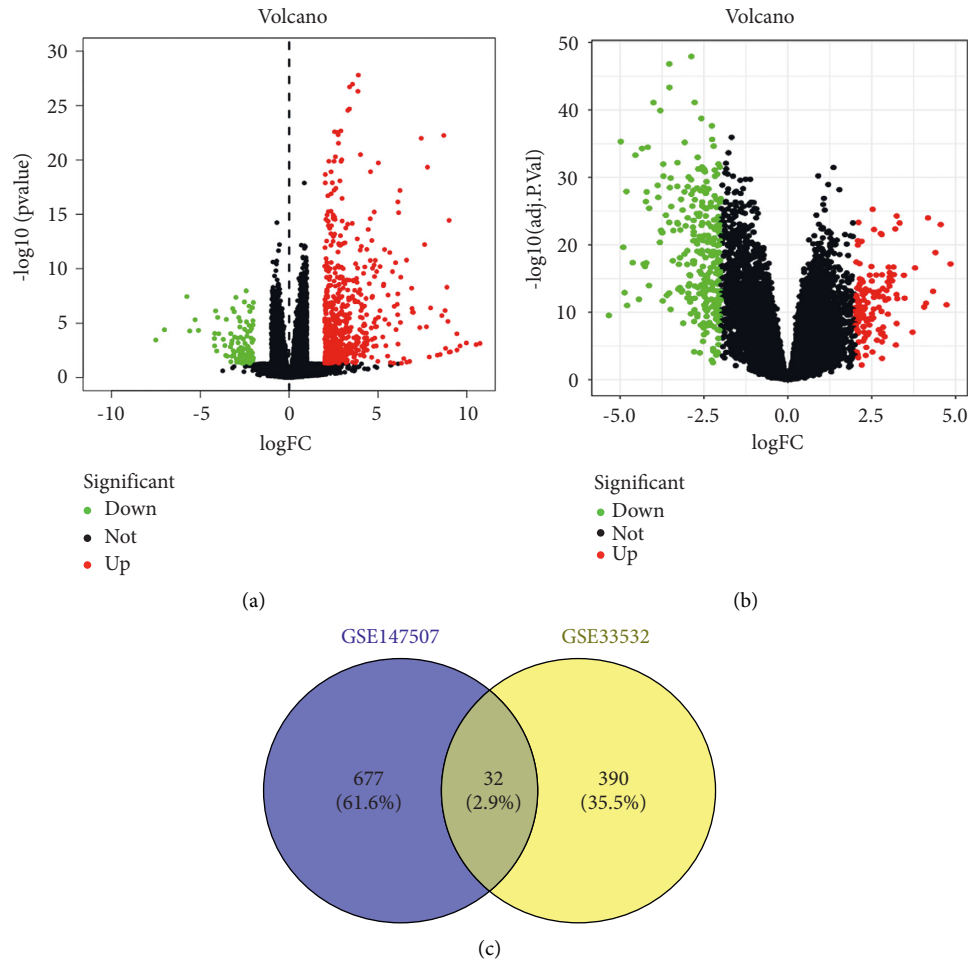 Volcano
30
25
20
15
10
5
0
-log10 (pvalue)
-10 -5 0 5 10
logFC
Significant
Down
Not
Up
(a)
Volcano
50
40
30
20
10
0
-log10(adj.P.Val)
-5.0 -2.5 0.0 2.5 5.0
logFC
Significant
Down
Not
Up
(b)
GSE147507 GSE33532
677 32 390
(61.6%) (2.9%) (35.5%)
(c)